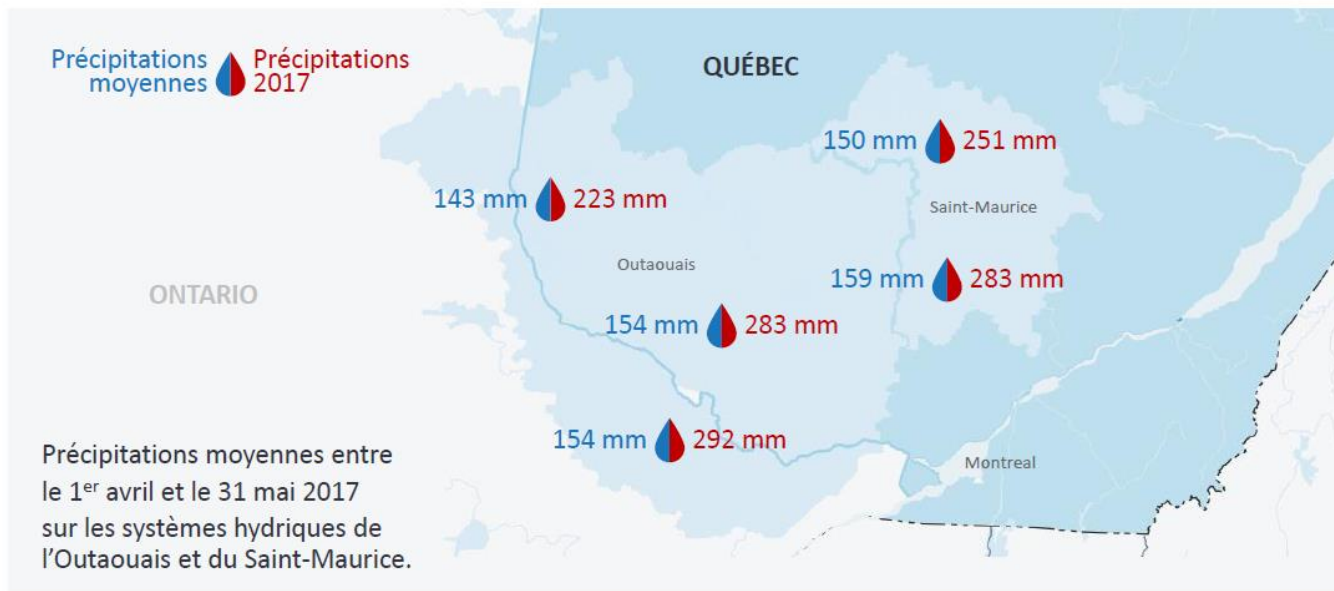 Précipitations moyennes
Précipitations 2017
QUÉBEC
150 mm 251 mm
143 mm 223 mm
Saint-Maurice
Outaouais
159 mm 283 mm
ONTARIO
154 mm 283 mm
154 mm 292 mm
Montreal
Précipitations moyennes entre
le 1er avril et le 31 mai 2017
sur les systèmes hydriques de
l’Outaouais et du Saint-Maurice.